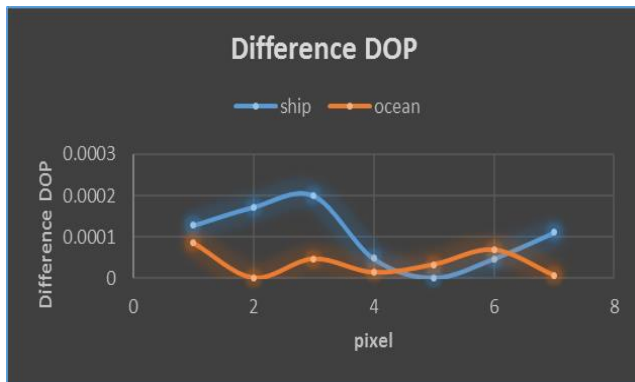 Difference DOP
ship ocean
Difference DOP
0.0003
0.0002
0.0001
0
0 2 4 6 8
pixel